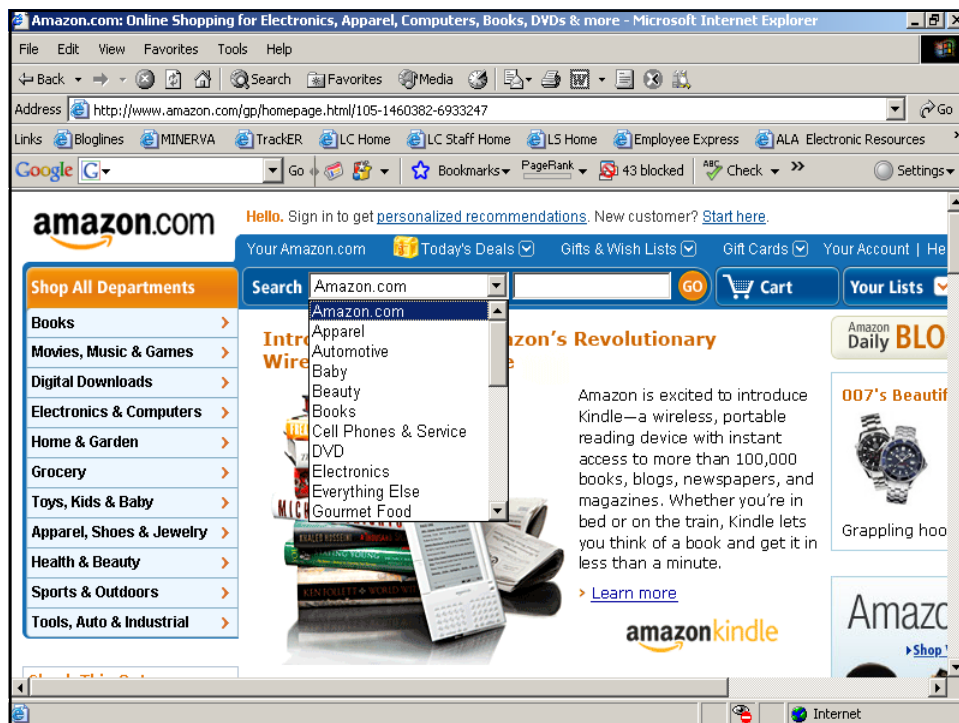 Amazon.com: Online Shopping for Electronics, Apparel, Computers, Books, DVDs & more - Microsoft Internet Explorer
File Edit View Favorites Tools Help
Back Search Favorites Media
Address http://www.amazon.com/gp/homepage.html/105-1460382-6933247 Go
Links Bloglines MINERVA TrackER LC Home LC Staff Home LS Home Employee Express ALA Electronic Resources »
Google G Go Bookmarks PageRank 43 blocked ABC Check » Settings
amazon.com
Hello. Sign in to get personalized recommendations. New customer? Start here.
Your Amazon.com Today's Deals Gifts & Wish Lists Gift Cards Your Account | He
Shop All Departments
Search Amazon.com GO Cart Your Lists
Books
Movies, Music & Games
Digital Downloads
Electronics & Computers
Home & Garden
Grocery
Toys, Kids & Baby
Apparel, Shoes & Jewelry
Health & Beauty
Sports & Outdoors
Tools, Auto & Industrial
Amazon.com
Apparel
Automotive
Baby
Beauty
Books
Cell Phones & Service
DVD
Electronics
Everything Else
Gourmet Food
Intro azon's Revolutionary
Wire e
Amazon is excited to introduce
Kindle—a wireless, portable
reading device with instant
access to more than 100,000
books, blogs, newspapers, and
magazines. Whether you're in
bed or on the train, Kindle lets
you think of a book and get it in
less than a minute.
Learn more
amazonkindle
KHALED HOSSEINI
KEN FOLLETT
Amazon
Daily BLO
007's Beautif
Grappling hoo
Amazo
Shop
Internet